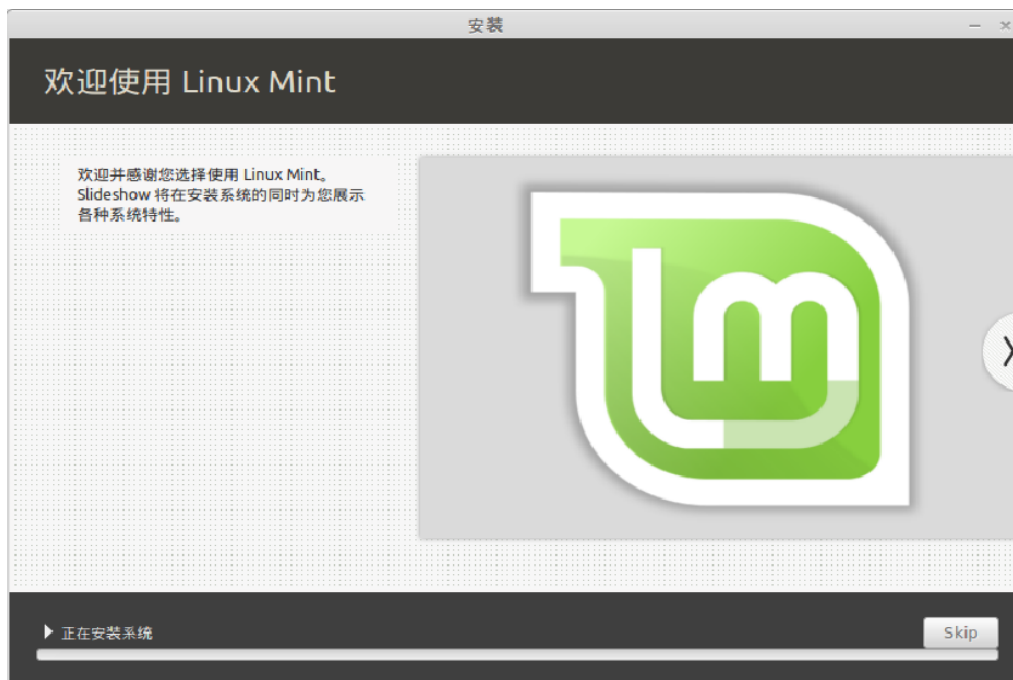 安装
欢迎使用 Linux Mint
欢迎并感谢您选择使用 Linux Mint。
Slideshow 将在安装系统的同时为您展示
各种系统特性。
正在安装系统
Skip